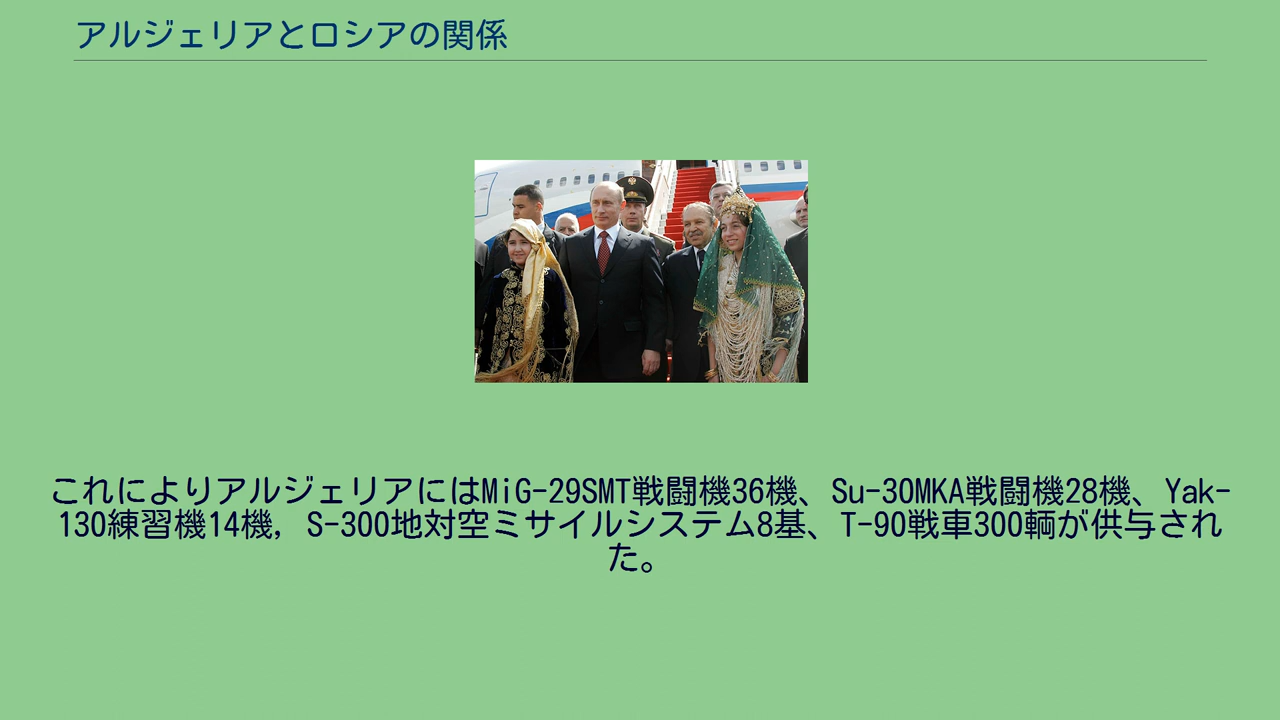 アルジェリアとロシアの関係
これによりアルジェリアにはMiG-29SMT戦闘機36機、Su-30MKA戦闘機28機、Yak-
130練習機14機, S-300地対空ミサイルシステム8基、T-90戦車300輌が供与され
た。